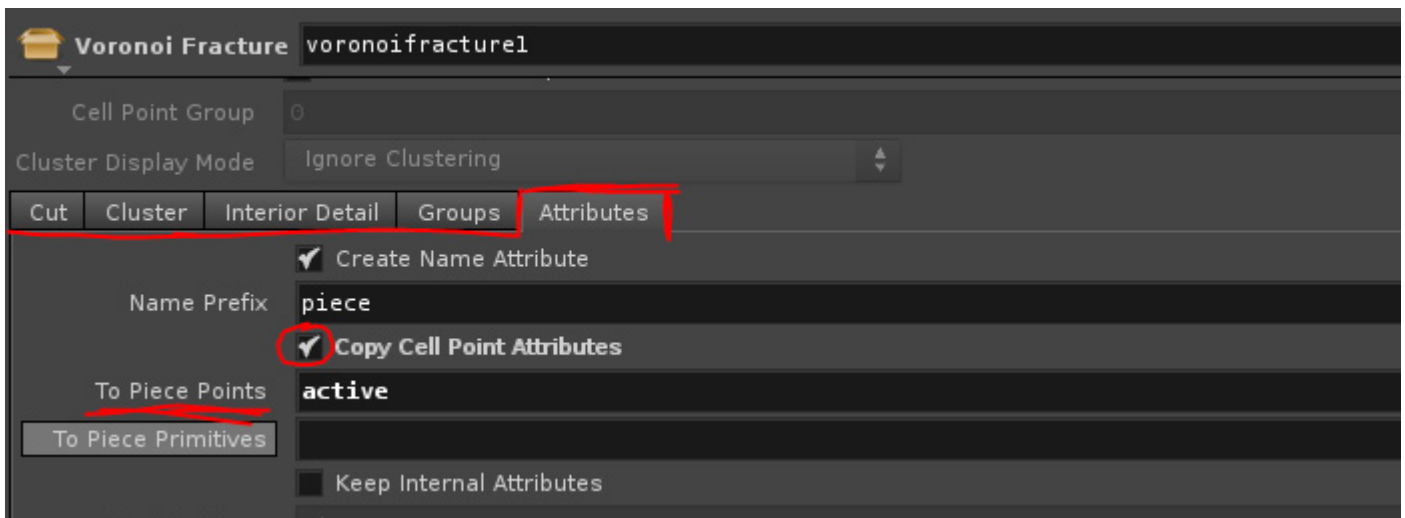 Voronoi Fracture voronoifracture1
Cell Point Group 0
Cluster Display Mode Ignore Clustering
Cut Cluster Interior Detail Groups Attributes
Create Name Attribute
Name Prefix piece
Copy Cell Point Attributes
To Piece Points active
To Piece Primitives
Keep Internal Attributes